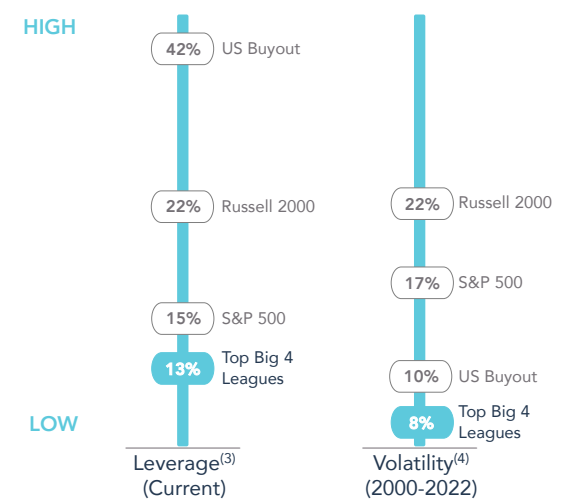 HIGH
42% US Buyout
22% Russell 2000
22% Russell 2000
17% S&P 500
15% S&P 500
13% Top Big 4
Leagues
10% US Buyout
8% Top Big 4
Leagues
LOW
Leverage(3)
(Current)
Volatility(4)
(2000-2022)